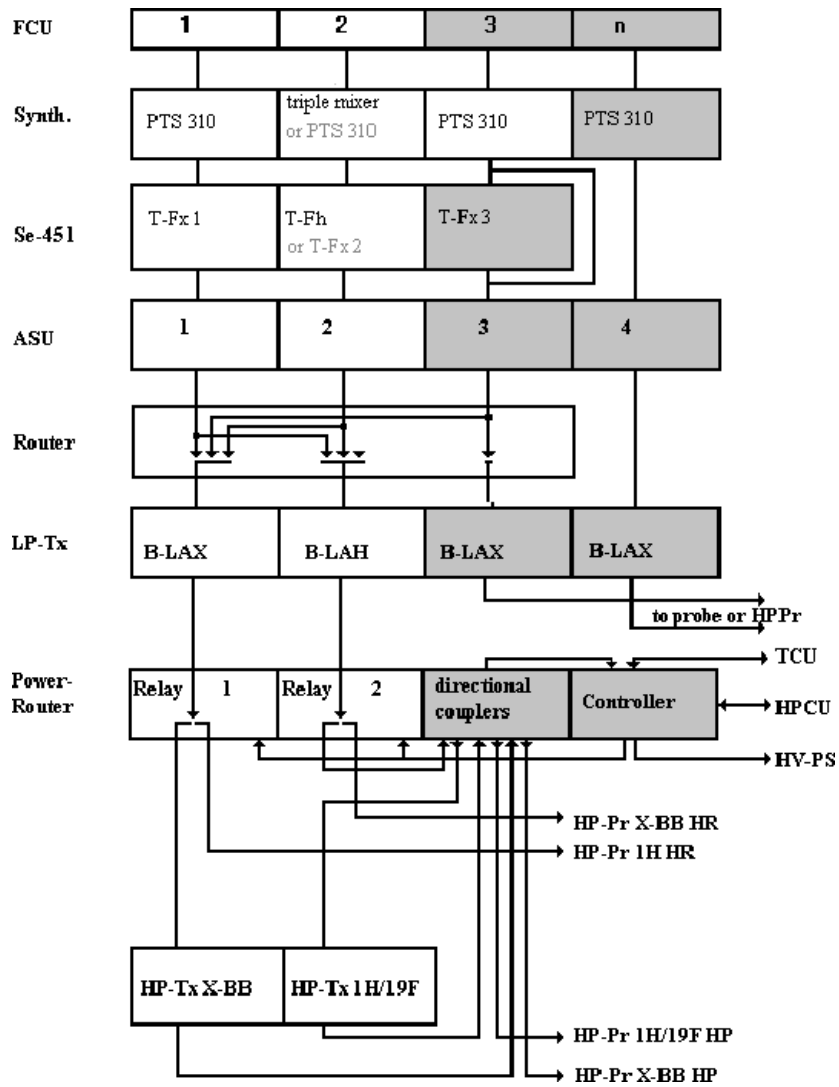 FCU 1 2 3 n
Synth. PTS 310 triple mixer PTS 310 PTS 310
or PTS 310
Se-451 T-Fx 1 T-Fh T-Fx 3
or T-Fx 2
ASU 1 2 3 4
Router
LP-Tx B-LAX B-LAH B-LAX B-LAX
to probe or HPPr
TCU
Power-
Router Relay 1 Relay 2 directional
couplers Controller
HPCU
HV-PS
HP-Pr X-BB HR
HP-Pr 1H HR
HP-Tx X-BB HP-Tx 1H/19F
HP-Pr 1H/19F HP
HP-Pr X-BB HP